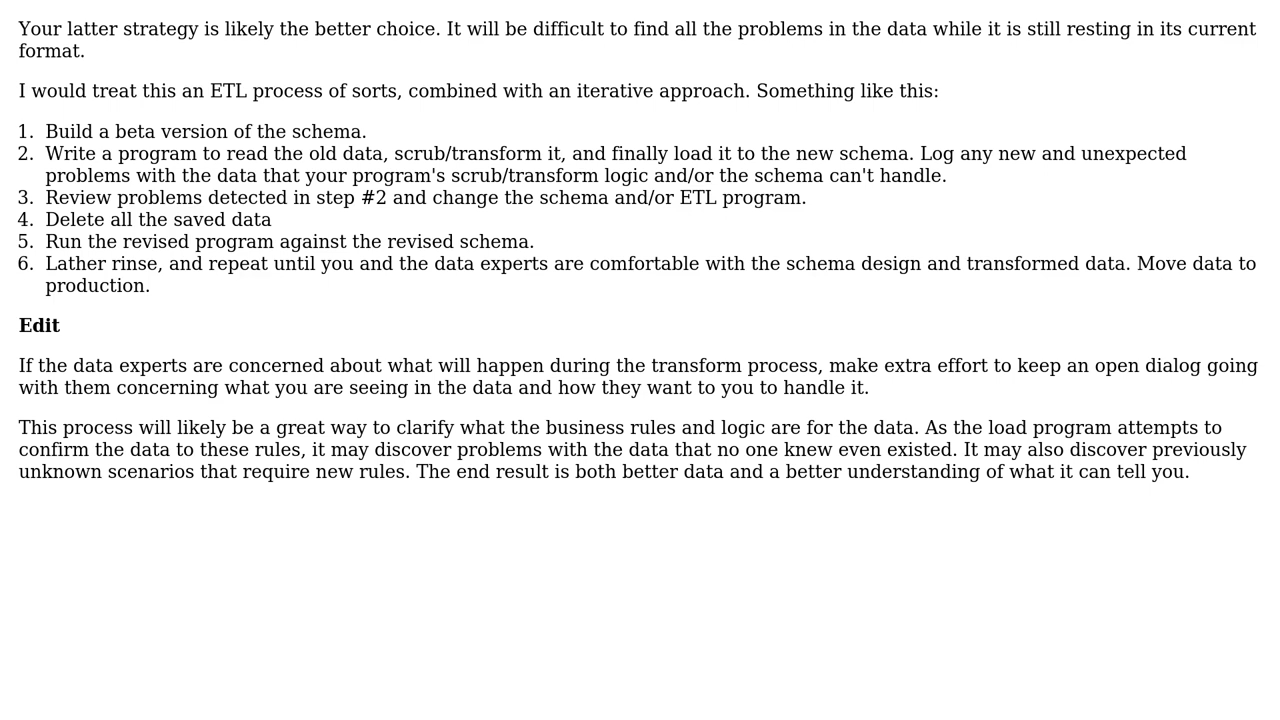 Your latter strategy is likely the better choice. It will be difficult to find all the problems in the data while it is still resting in its current
format.
I would treat this an ETL process of sorts, combined with an iterative approach. Something like this:
1. Build a beta version of the schema.
2. Write a program to read the old data, scrub/transform it, and finally load it to the new schema. Log any new and unexpected
problems with the data that your program's scrub/transform logic and/or the schema can't handle.
3. Review problems detected in step #2 and change the schema and/or ETL program.
4. Delete all the saved data
5. Run the revised program against the revised schema.
6. Lather rinse, and repeat until you and the data experts are comfortable with the schema design and transformed data. Move data to
production.
Edit
If the data experts are concerned about what will happen during the transform process, make extra effort to keep an open dialog going
with them concerning what you are seeing in the data and how they want to you to handle it.
This process will likely be a great way to clarify what the business rules and logic are for the data. As the load program attempts to
confirm the data to these rules, it may discover problems with the data that no one knew even existed. It may also discover previously
unknown scenarios that require new rules. The end result is both better data and a better understanding of what it can tell you.